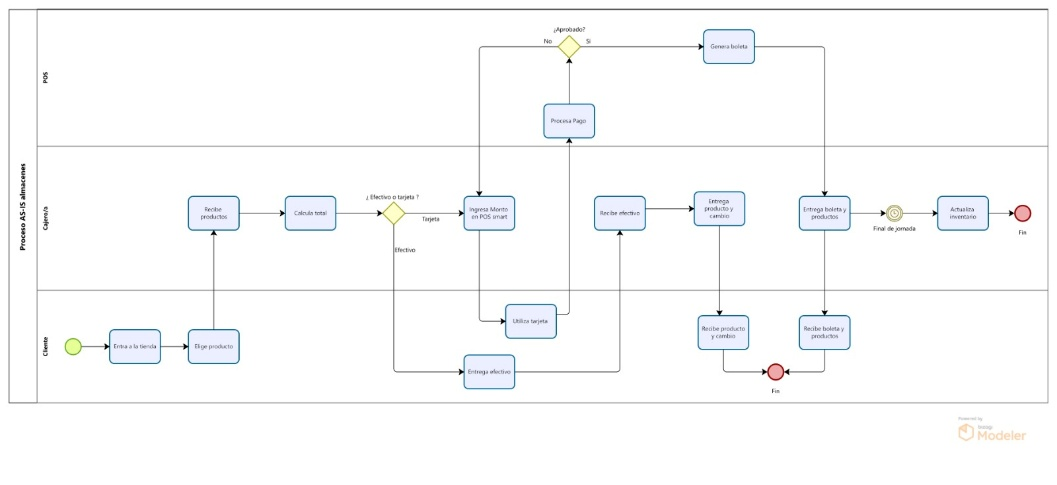 Proceso AS-IS almacenes
POS
¿Aprobado?
No
Si
Genera boleta
Procesa Pago
Cajero/a
Recibe
productos
Calcula total
¿ Efectivo o tarjeta ?
Tarjeta
Efectivo
Ingresa Monto
en POS smart
Recibe efectivo
Entrega
producto y
cambio
Entrega boleta y
productos
Final de jornada
Actualiza
inventario
Fin
Cliente
Entra a la tienda
Elige producto
Utiliza tarjeta
Entrega efectivo
Recibe producto
y cambio
Recibe boleta y
productos
Fin
Powered by
bizagi
Modeler